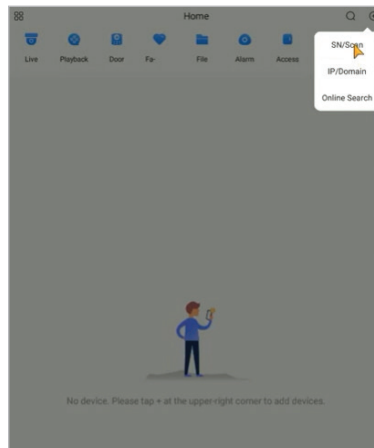 Home
Live Playback Door Fa- File Alarm Access
SN/Scan
IP/Domain
Online Search
No device. Please tap + at the upper-right corner to add devices.